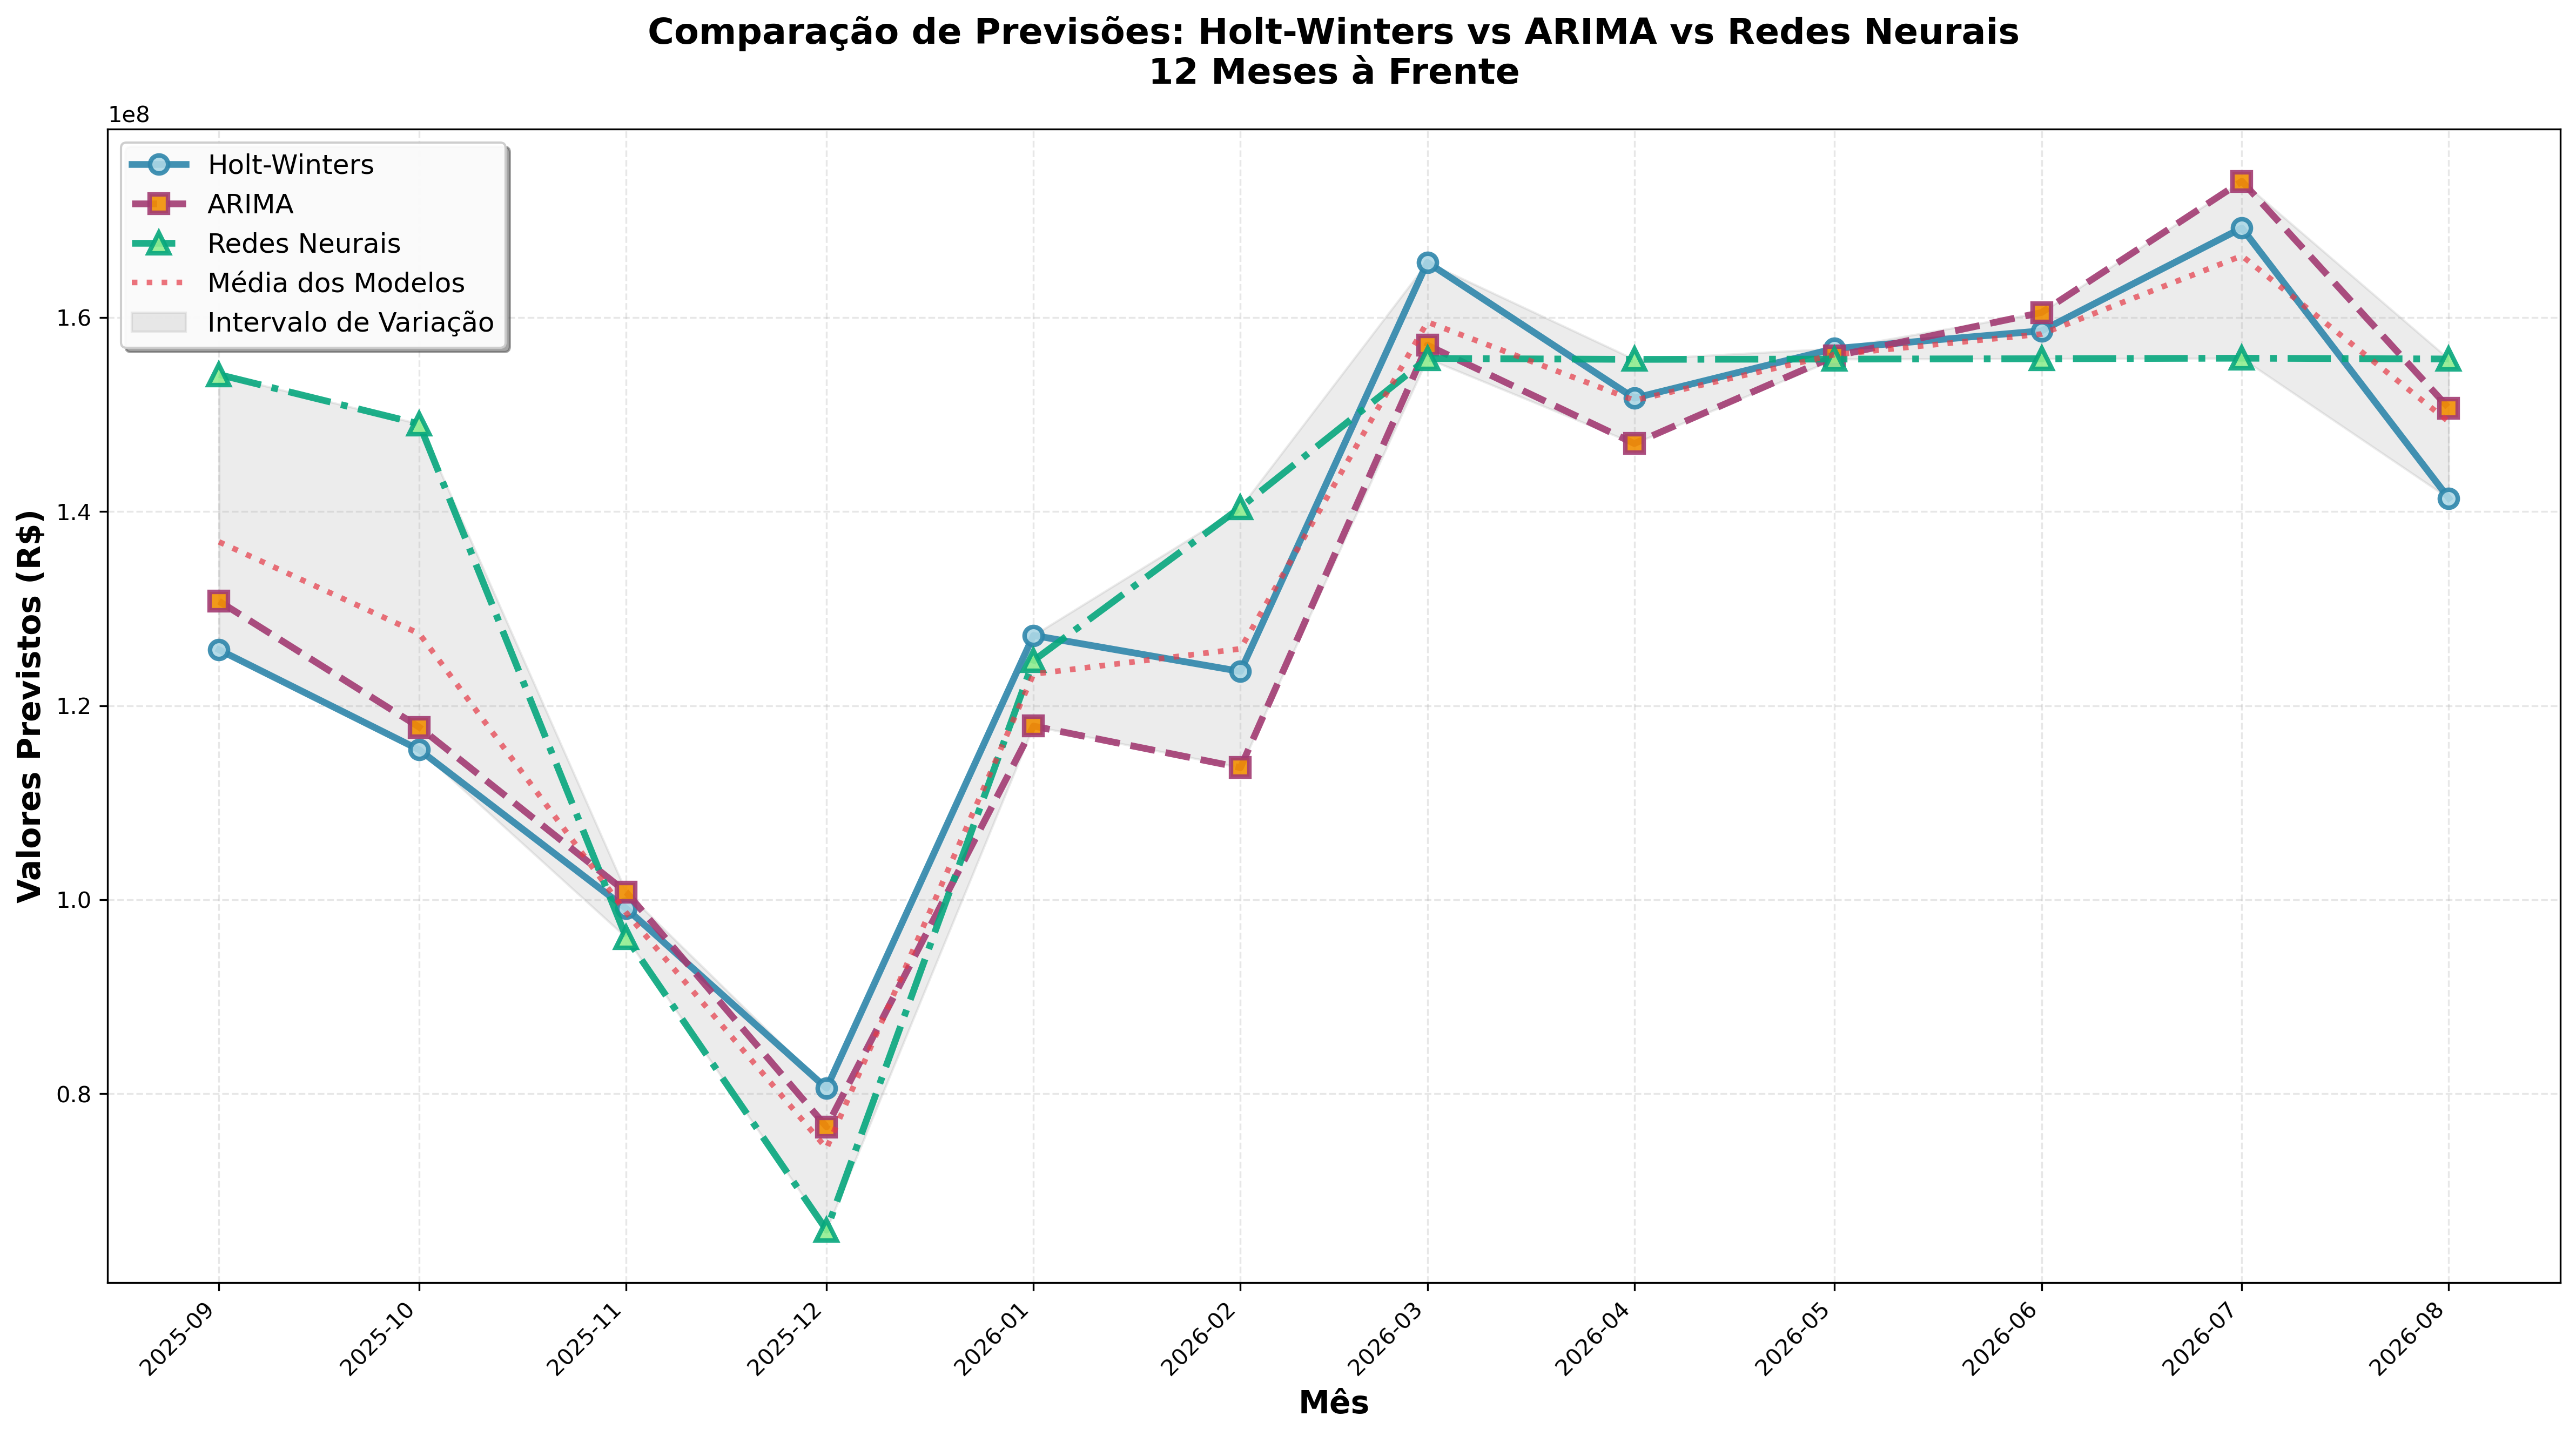 Comparação de Previsões: Holt-Winters vs ARIMA vs Redes Neurais
12 Meses à Frente
1e8
Holt-Winters
ARIMA
Redes Neurais
Média dos Modelos
Intervalo de Variação
Valores Previstos (R$)
1.6
1.4
1.2
1.0
0.8
2025-09
2025-10
2025-11
2025-12
2026-01
2026-02
2026-03
2026-04
2026-05
2026-06
2026-07
2026-08
Mês